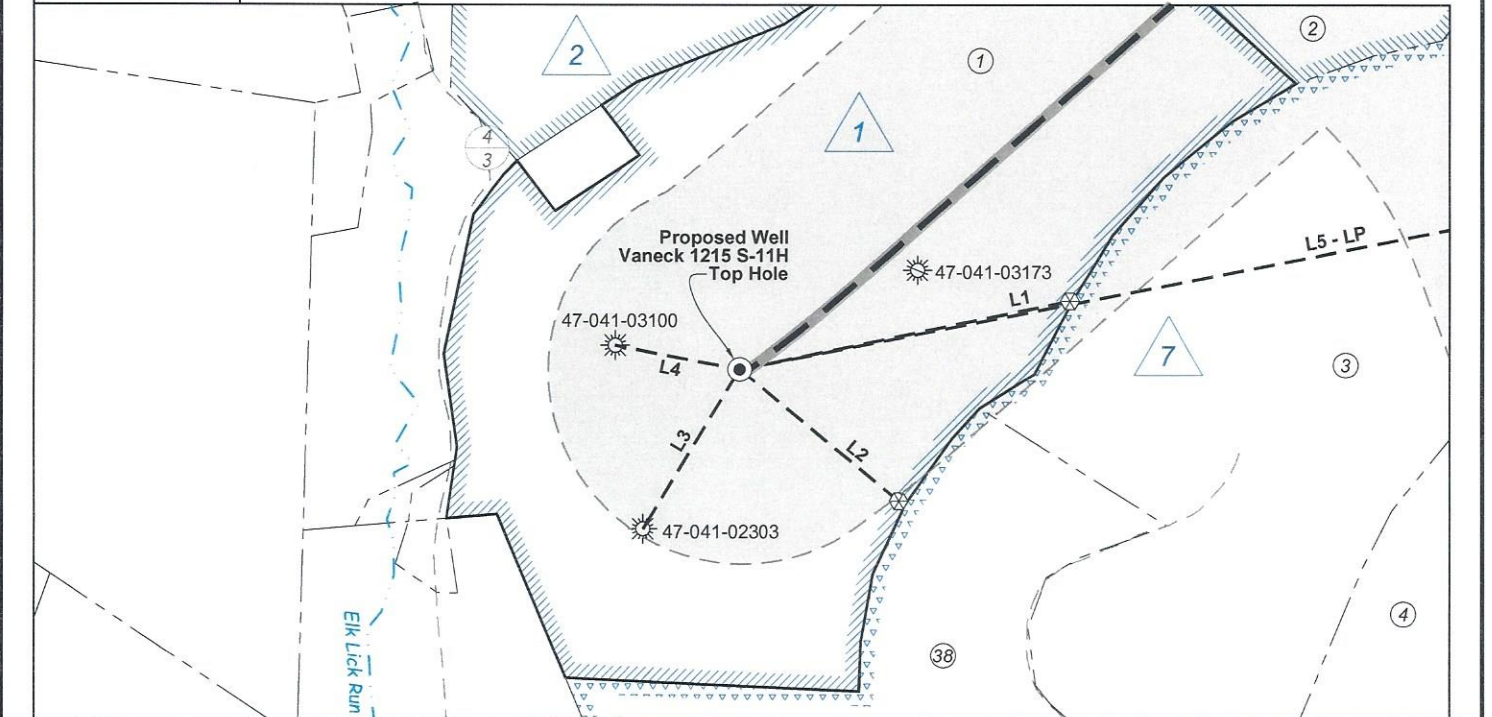 2
2
1
1
4
3
Proposed Well
Vaneck 1215 S-11H
Top Hole
47-041-03173
L5 - LP
L1
47-041-03100
L4
7
3
L3
L2
47-041-02303
Elk Lick Run
4
38